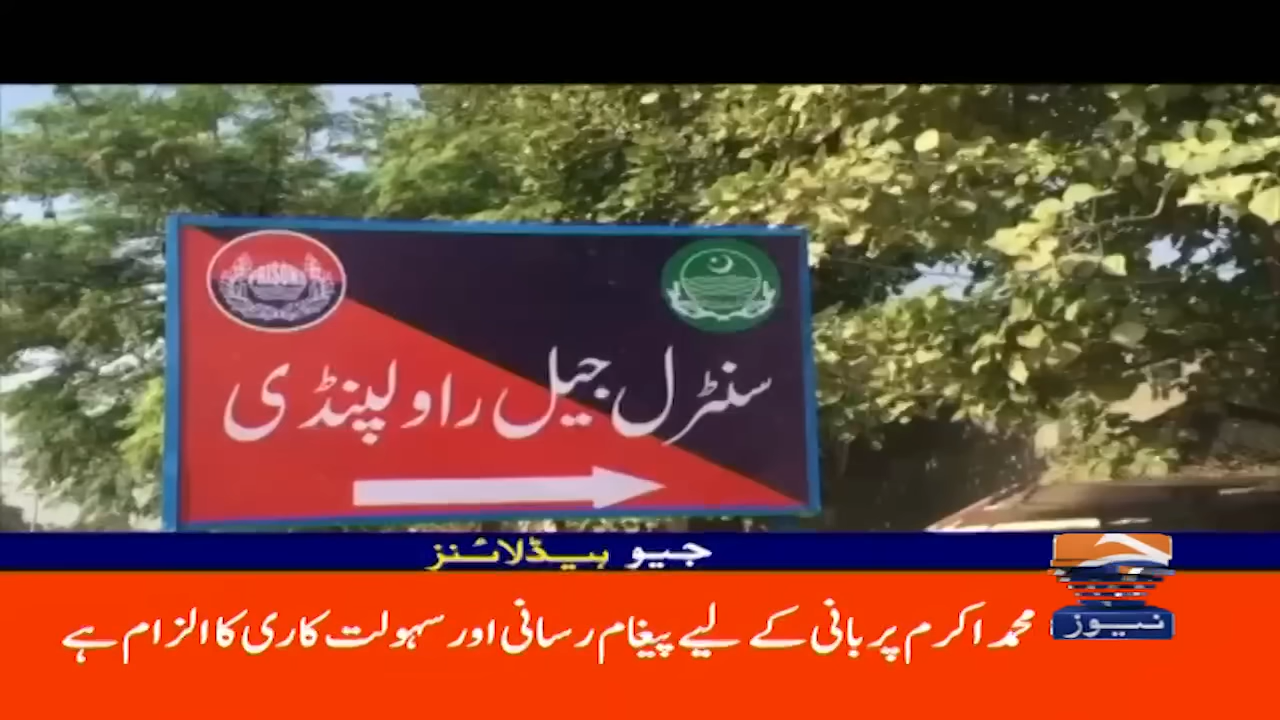 PRISONS
سنٹرل جیل راولپنڈی
جیو ہیڈلائنز
محمد اکرم پر بانی کے لیے پیغام رسانی اور سہولت کاری کا الزام ہے
نیوز